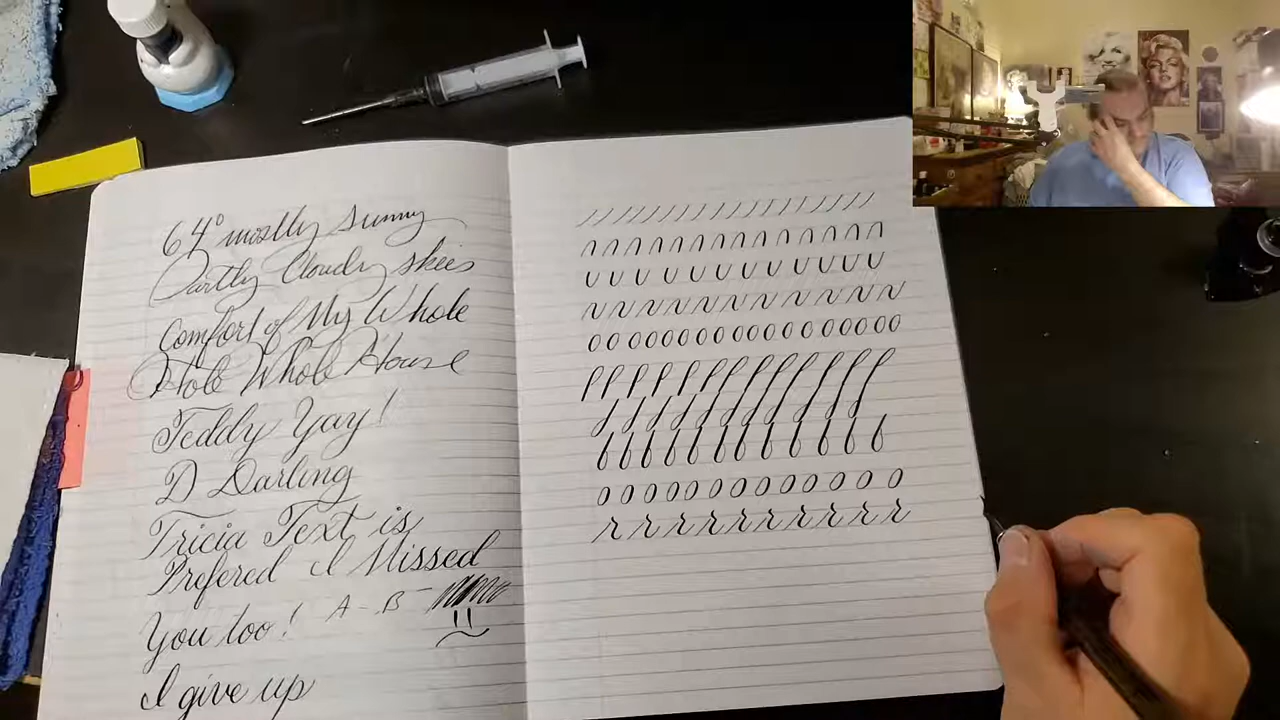 64° mostly sunny
Partly Cloudy skies
Comfort of My Whole
Hole Whole House
Teddy Yay!
D Darling
Tricia Text is
Prefered I Missed
You too! A - B -
I give up